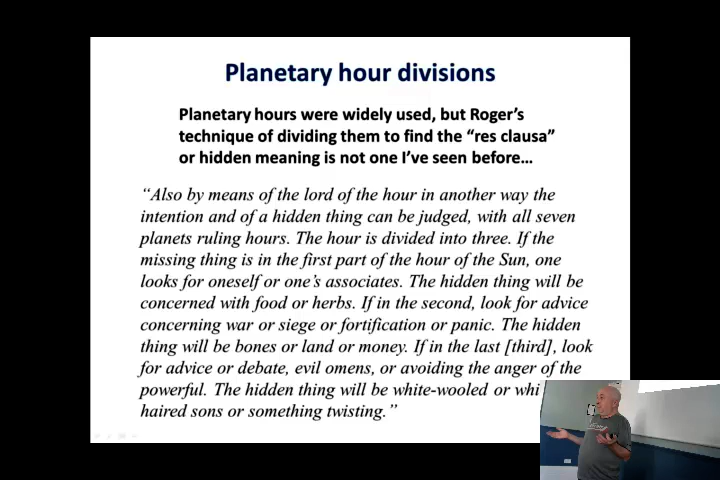 Planetary hour divisions
Planetary hours were widely used, but Roger's
technique of dividing them to find the “res clausa”
or hidden meaning is not one I've seen before…
“Also by means of the lord of the hour in another way the
intention and of a hidden thing can be judged, with all seven
planets ruling hours. The hour is divided into three. If the
missing thing is in the first part of the hour of the Sun, one
looks for oneself or one's associates. The hidden thing will be
concerned with food or herbs. If in the second, look for advice
concerning war or siege or fortification or panic. The hidden
thing will be bones or land or money. If in the last [third], look
for advice or debate, evil omens, or avoiding the anger of the
powerful. The hidden thing will be white-wooled or
haired sons or something twisting.”